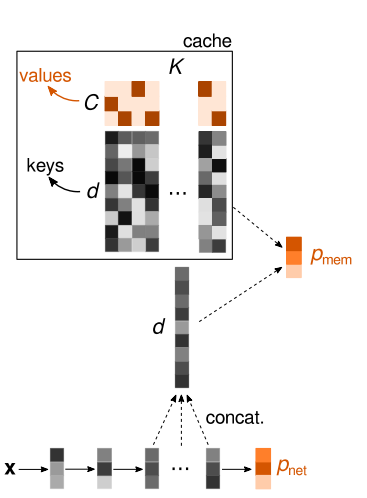 cache
values
K
C
keys
d
...
p_mem
d
concat.
x
...
p_net